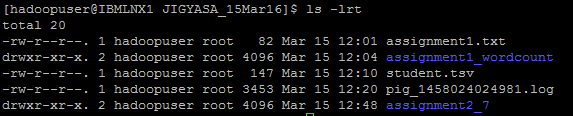 [hadoopuser@IBMLNX1 JIGYASA_15Mar16]$ ls -lrt
total 20
-rw-r--r--. 1 hadoopuser root   82 Mar 15 12:01 assignment1.txt
drwxr-xr-x. 2 hadoopuser root 4096 Mar 15 12:04 assignment1_wordcount
-rw-r--r--. 1 hadoopuser root  147 Mar 15 12:10 student.tsv
-rw-r--r--. 1 hadoopuser root 3453 Mar 15 12:20 pig_1458024024981.log
drwxr-xr-x. 2 hadoopuser root 4096 Mar 15 12:48 assignment2_7